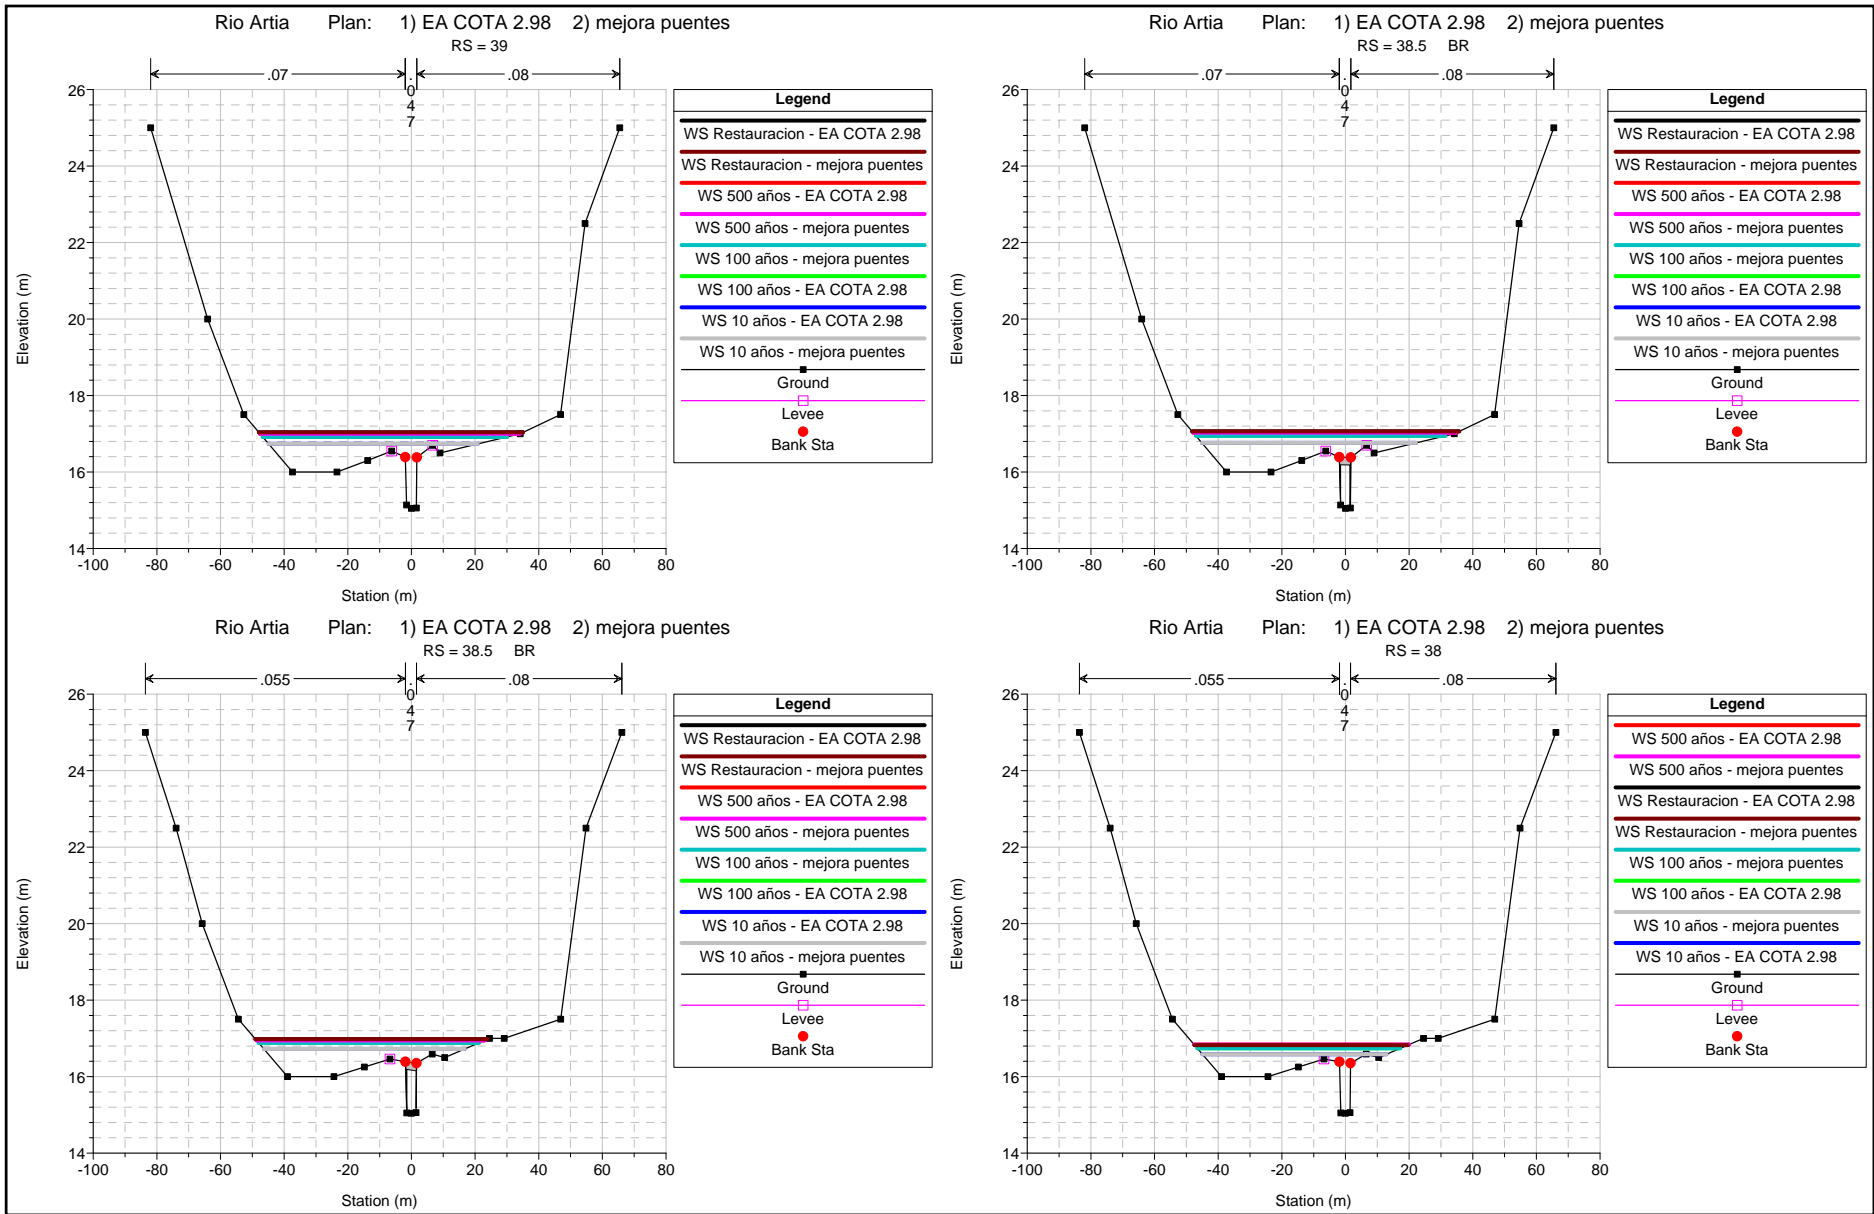 Rio Artia Plan: 1) EA COTA 2.98 2) mejora puentes
RS = 39
.07
.047
.08
26
24
22
20
18
16
14
-100 -80 -60 -40 -20 0 20 40 60 80
Elevation (m)
Station (m)
Legend
WS Restauracion - EA COTA 2.98
WS Restauracion - mejora puentes
WS 500 años - EA COTA 2.98
WS 500 años - mejora puentes
WS 100 años - mejora puentes
WS 100 años - EA COTA 2.98
WS 10 años - EA COTA 2.98
WS 10 años - mejora puentes
Ground
Levee
Bank Sta
Rio Artia Plan: 1) EA COTA 2.98 2) mejora puentes
RS = 38.5 BR
.07
.047
.08
26
24
22
20
18
16
14
-100 -80 -60 -40 -20 0 20 40 60 80
Elevation (m)
Station (m)
Legend
WS Restauracion - EA COTA 2.98
WS Restauracion - mejora puentes
WS 500 años - EA COTA 2.98
WS 500 años - mejora puentes
WS 100 años - mejora puentes
WS 100 años - EA COTA 2.98
WS 10 años - EA COTA 2.98
WS 10 años - mejora puentes
Ground
Levee
Bank Sta
Rio Artia Plan: 1) EA COTA 2.98 2) mejora puentes
RS = 38.5 BR
.055
.047
.08
26
24
22
20
18
16
14
-100 -80 -60 -40 -20 0 20 40 60 80
Elevation (m)
Station (m)
Legend
WS Restauracion - EA COTA 2.98
WS Restauracion - mejora puentes
WS 500 años - EA COTA 2.98
WS 500 años - mejora puentes
WS 100 años - mejora puentes
WS 100 años - EA COTA 2.98
WS 10 años - EA COTA 2.98
WS 10 años - mejora puentes
Ground
Levee
Bank Sta
Rio Artia Plan: 1) EA COTA 2.98 2) mejora puentes
RS = 38
.055
.047
.08
26
24
22
20
18
16
14
-100 -80 -60 -40 -20 0 20 40 60 80
Elevation (m)
Station (m)
Legend
WS 500 años - EA COTA 2.98
WS 500 años - mejora puentes
WS Restauracion - EA COTA 2.98
WS Restauracion - mejora puentes
WS 100 años - mejora puentes
WS 100 años - EA COTA 2.98
WS 10 años - mejora puentes
WS 10 años - EA COTA 2.98
Ground
Levee
Bank Sta